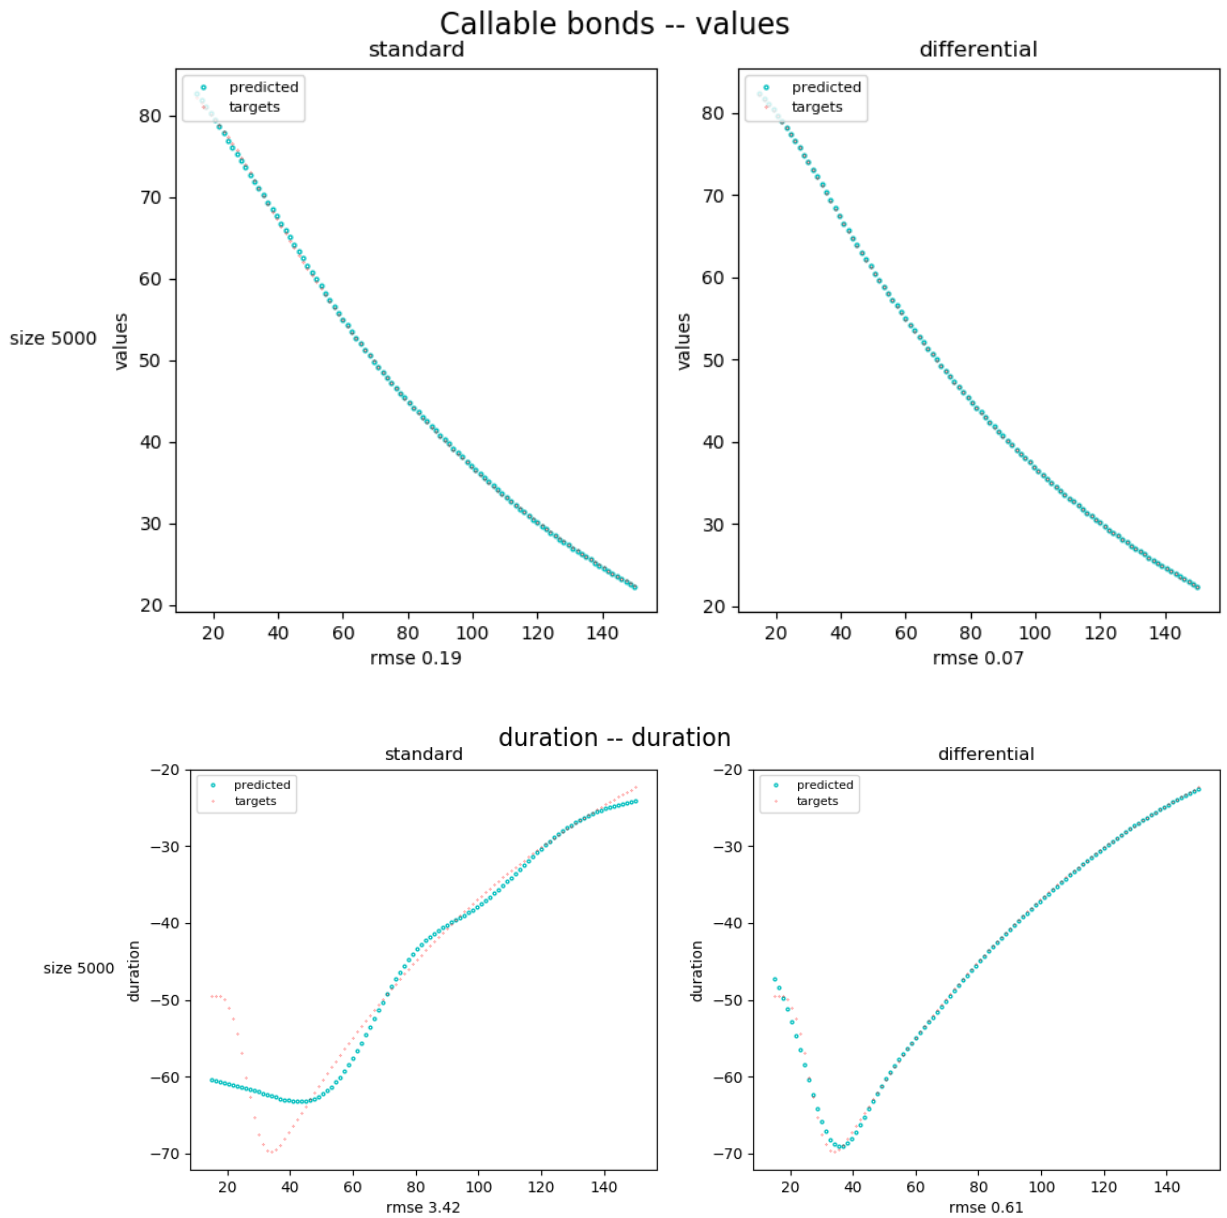 Callable bonds -- values
standard
differential
predicted
targets
predicted
targets
80
70
60
50
40
30
20
80
70
60
50
40
30
20
size 5000
values
values
20 40 60 80 100 120 140
20 40 60 80 100 120 140
rmse 0.19
rmse 0.07
duration -- duration
standard
differential
predicted
targets
predicted
targets
−20
−30
−40
−50
−60
−70
−20
−30
−40
−50
−60
−70
size 5000
duration
duration
20 40 60 80 100 120 140
20 40 60 80 100 120 140
rmse 3.42
rmse 0.61